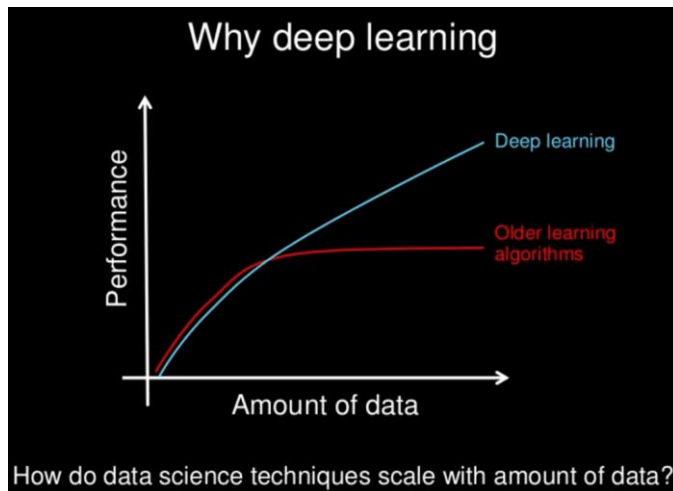 Why deep learning
Performance
Deep learning
Older learning
algorithms
Amount of data
How do data science techniques scale with amount of data?